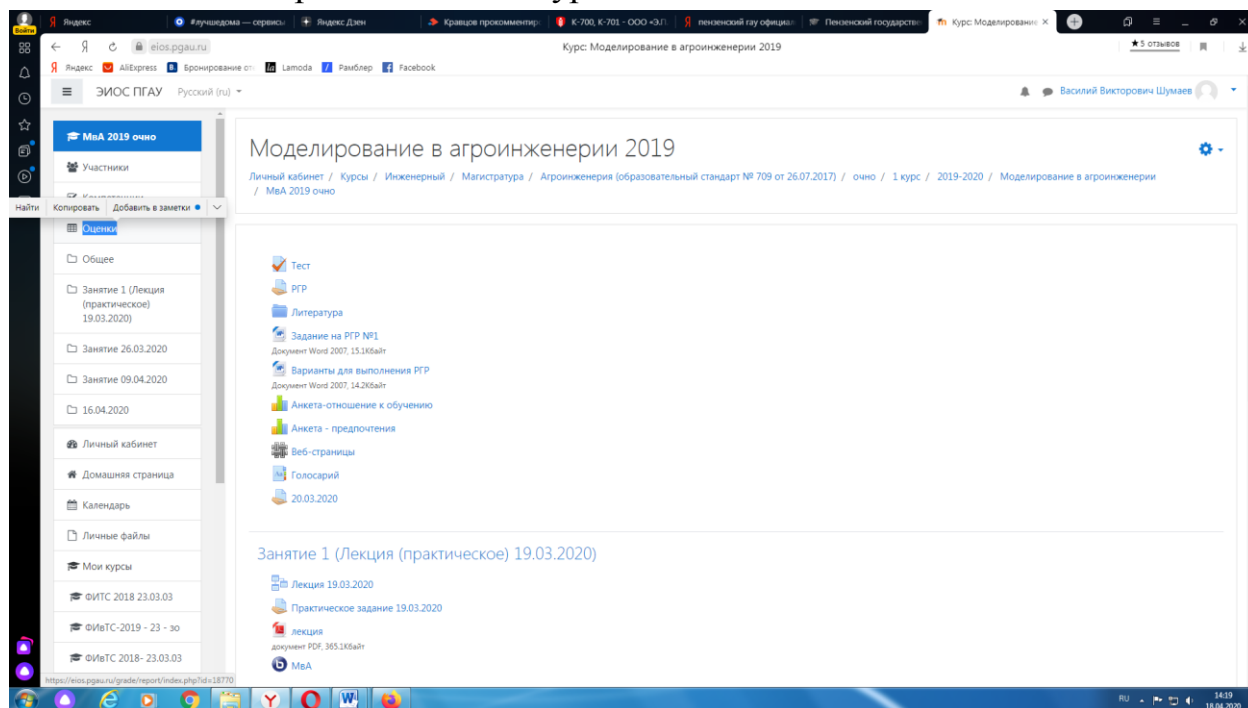 Войти
Яндекс
#лучшедома — сервисы
Яндекс.Дзен
Кравцов прокомментир
К-700, К-701 - ООО «Э.П.
пензенский гау официал
Пензенский государстве
Курс: Моделирование
eios.pgau.ru
Курс: Моделирование в агроинженерии 2019
★5 отзывов
Яндекс
AliExpress
Бронирование от
Lamoda
Рамблер
Facebook
ЭИОС ПГАУ
Русский (ru)
Василий Викторович Шумаев
МвА 2019 очно
Участники
Найти
Копировать
Добавить в заметки
Оценки
Общее
Занятие 1 (Лекция
(практическое)
19.03.2020)
Занятие 26.03.2020
Занятие 09.04.2020
16.04.2020
Личный кабинет
Домашняя страница
Календарь
Личные файлы
Мои курсы
ФИТС 2018 23.03.03
ФИвТС-2019 - 23 - зо
ФИвТС 2018- 23.03.03
https://eios.pgau.ru/grade/report/index.php?id=18770
Моделирование в агроинженерии 2019
Личный кабинет / Курсы / Инженерный / Магистратура / Агроинженерия (образовательный стандарт № 709 от 26.07.2017) / очно / 1 курс / 2019-2020 / Моделирование в агроинженерии
/ МвА 2019 очно
Тест
РГР
Литература
Задание на РГР №1
Документ Word 2007, 15.1Кбайт
Варианты для выполнения РГР
Документ Word 2007, 14.2Кбайт
Анкета-отношение к обучению
Анкета - предпочтения
Веб-страницы
Голосарий
20.03.2020
Занятие 1 (Лекция (практическое) 19.03.2020)
Лекция 19.03.2020
Практическое задание 19.03.2020
лекция
документ PDF, 365.1Кбайт
МвА
RU
14:19
18.04.2020